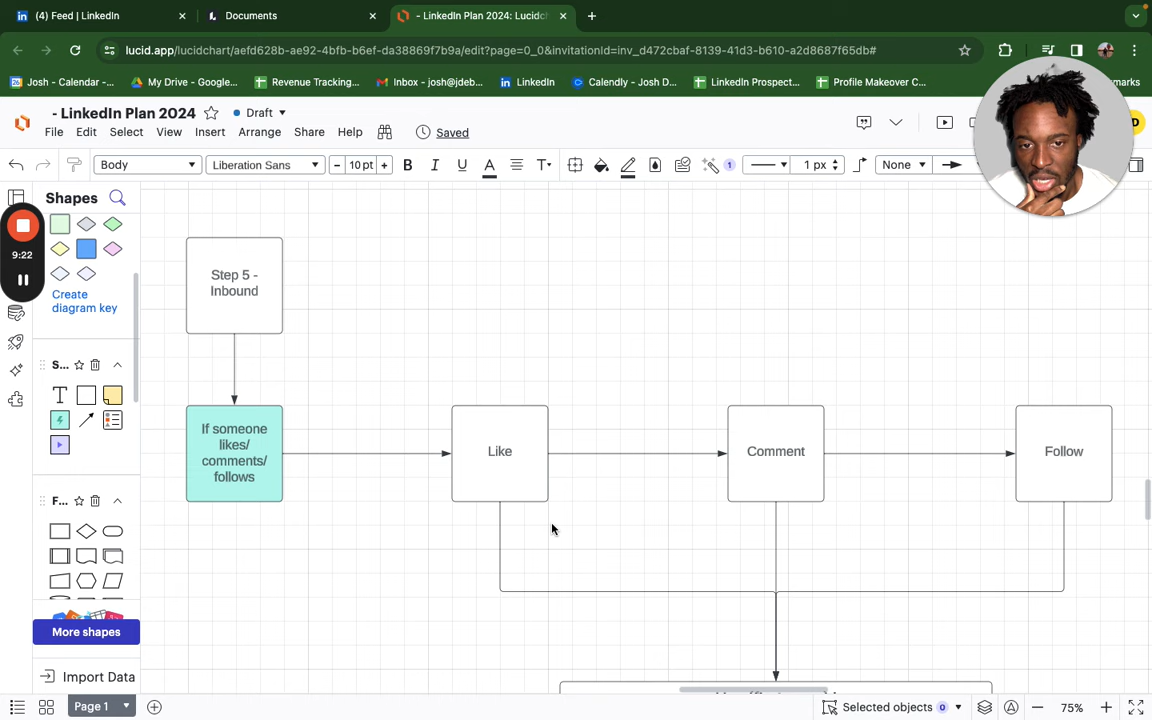 (4) Feed | LinkedIn
Documents
- LinkedIn Plan 2024: Lucidch
lucid.app/lucidchart/aefd628b-ae92-4bfb-b6ef-da38869f7b9a/edit?page=0_0&invitationId=inv_d472cbaf-8139-41d3-b610-a2d8687f65db#
Josh - Calendar -...
My Drive - Google...
Revenue Tracking...
Inbox - josh@jdeb...
LinkedIn
Calendly - Josh D...
LinkedIn Prospect...
Profile Makeover C...
- LinkedIn Plan 2024
Draft
File Edit Select View Insert Arrange Share Help
Saved
Body
Liberation Sans
10 pt
B I U A T
1
1 px
None
Shapes
9:22
Create
diagram key
S...
T
F...
More shapes
Import Data
Step 5 -
Inbound
If someone
likes/
comments/
follows
Like
Comment
Follow
Page 1
Selected objects 0
75%